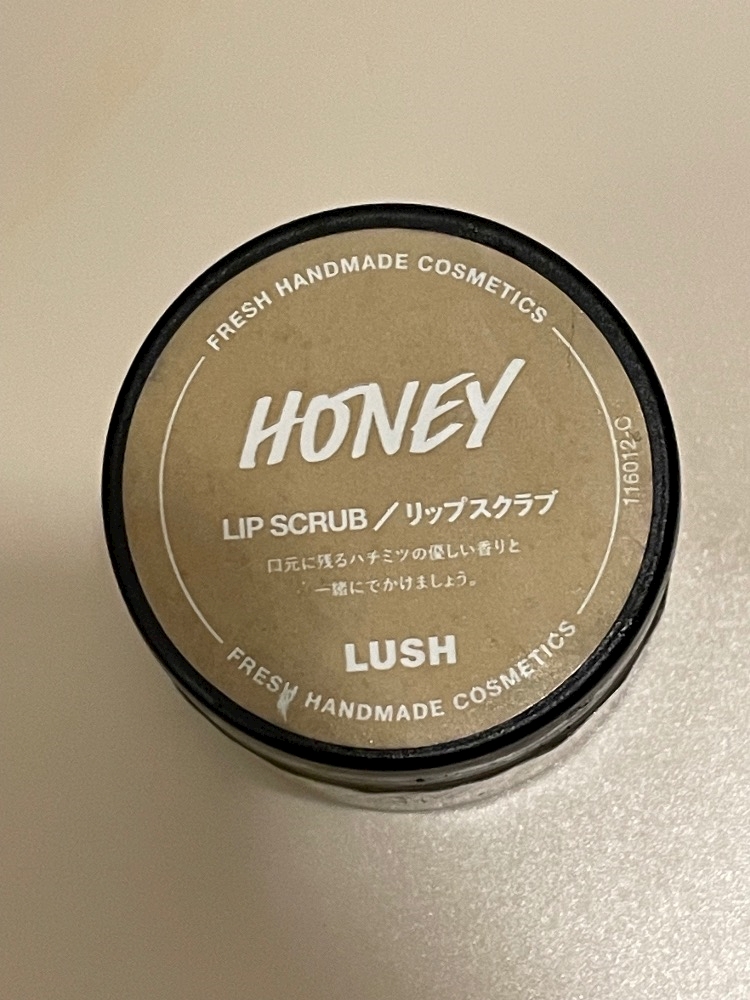 FRESH HANDMADE COSMETICS
HONEY
LIP SCRUB／リップスクラブ
口元に残るハチミツの優しい香りと
一緒にでかけましょう。
LUSH
FRESH HANDMADE COSMETICS
116012-C